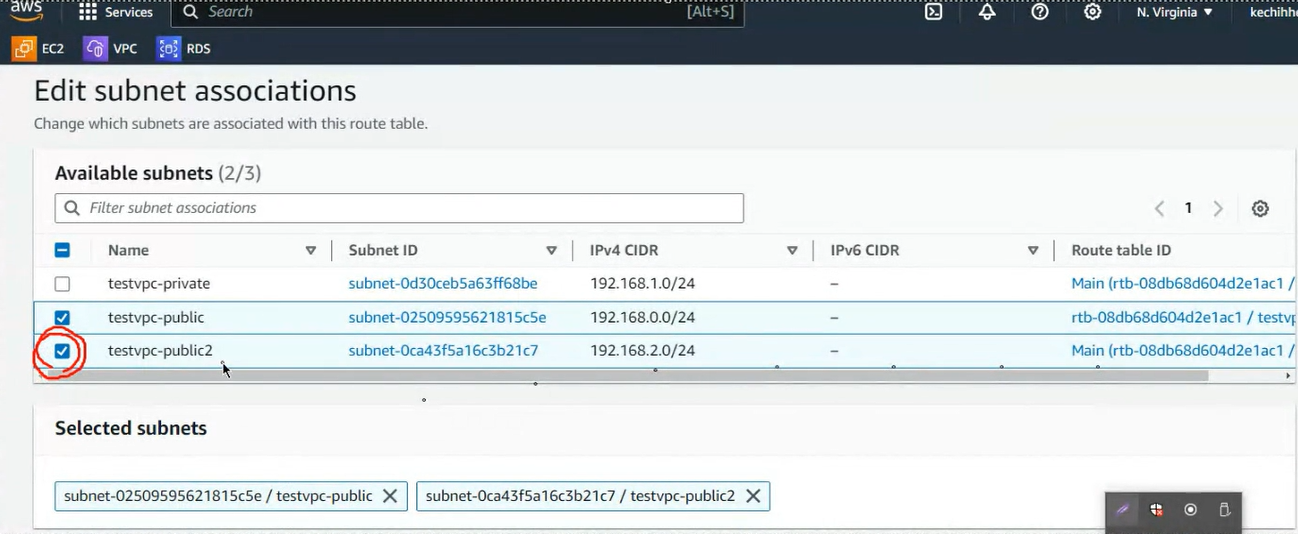 aws Services Search [Alt+S] N. Virginia kechihh
EC2 VPC RDS
Edit subnet associations
Change which subnets are associated with this route table.
Available subnets (2/3)
Filter subnet associations 1
Name Subnet ID IPv4 CIDR IPv6 CIDR Route table ID
testvpc-private subnet-0d30ceb5a63ff68be 192.168.1.0/24 – Main (rtb-08db68d604d2e1ac1 /
testvpc-public subnet-02509595621815c5e 192.168.0.0/24 – rtb-08db68d604d2e1ac1 / testvp
testvpc-public2 subnet-0ca43f5a16c3b21c7 192.168.2.0/24 – Main (rtb-08db68d604d2e1ac1 /
Selected subnets
subnet-02509595621815c5e / testvpc-public subnet-0ca43f5a16c3b21c7 / testvpc-public2